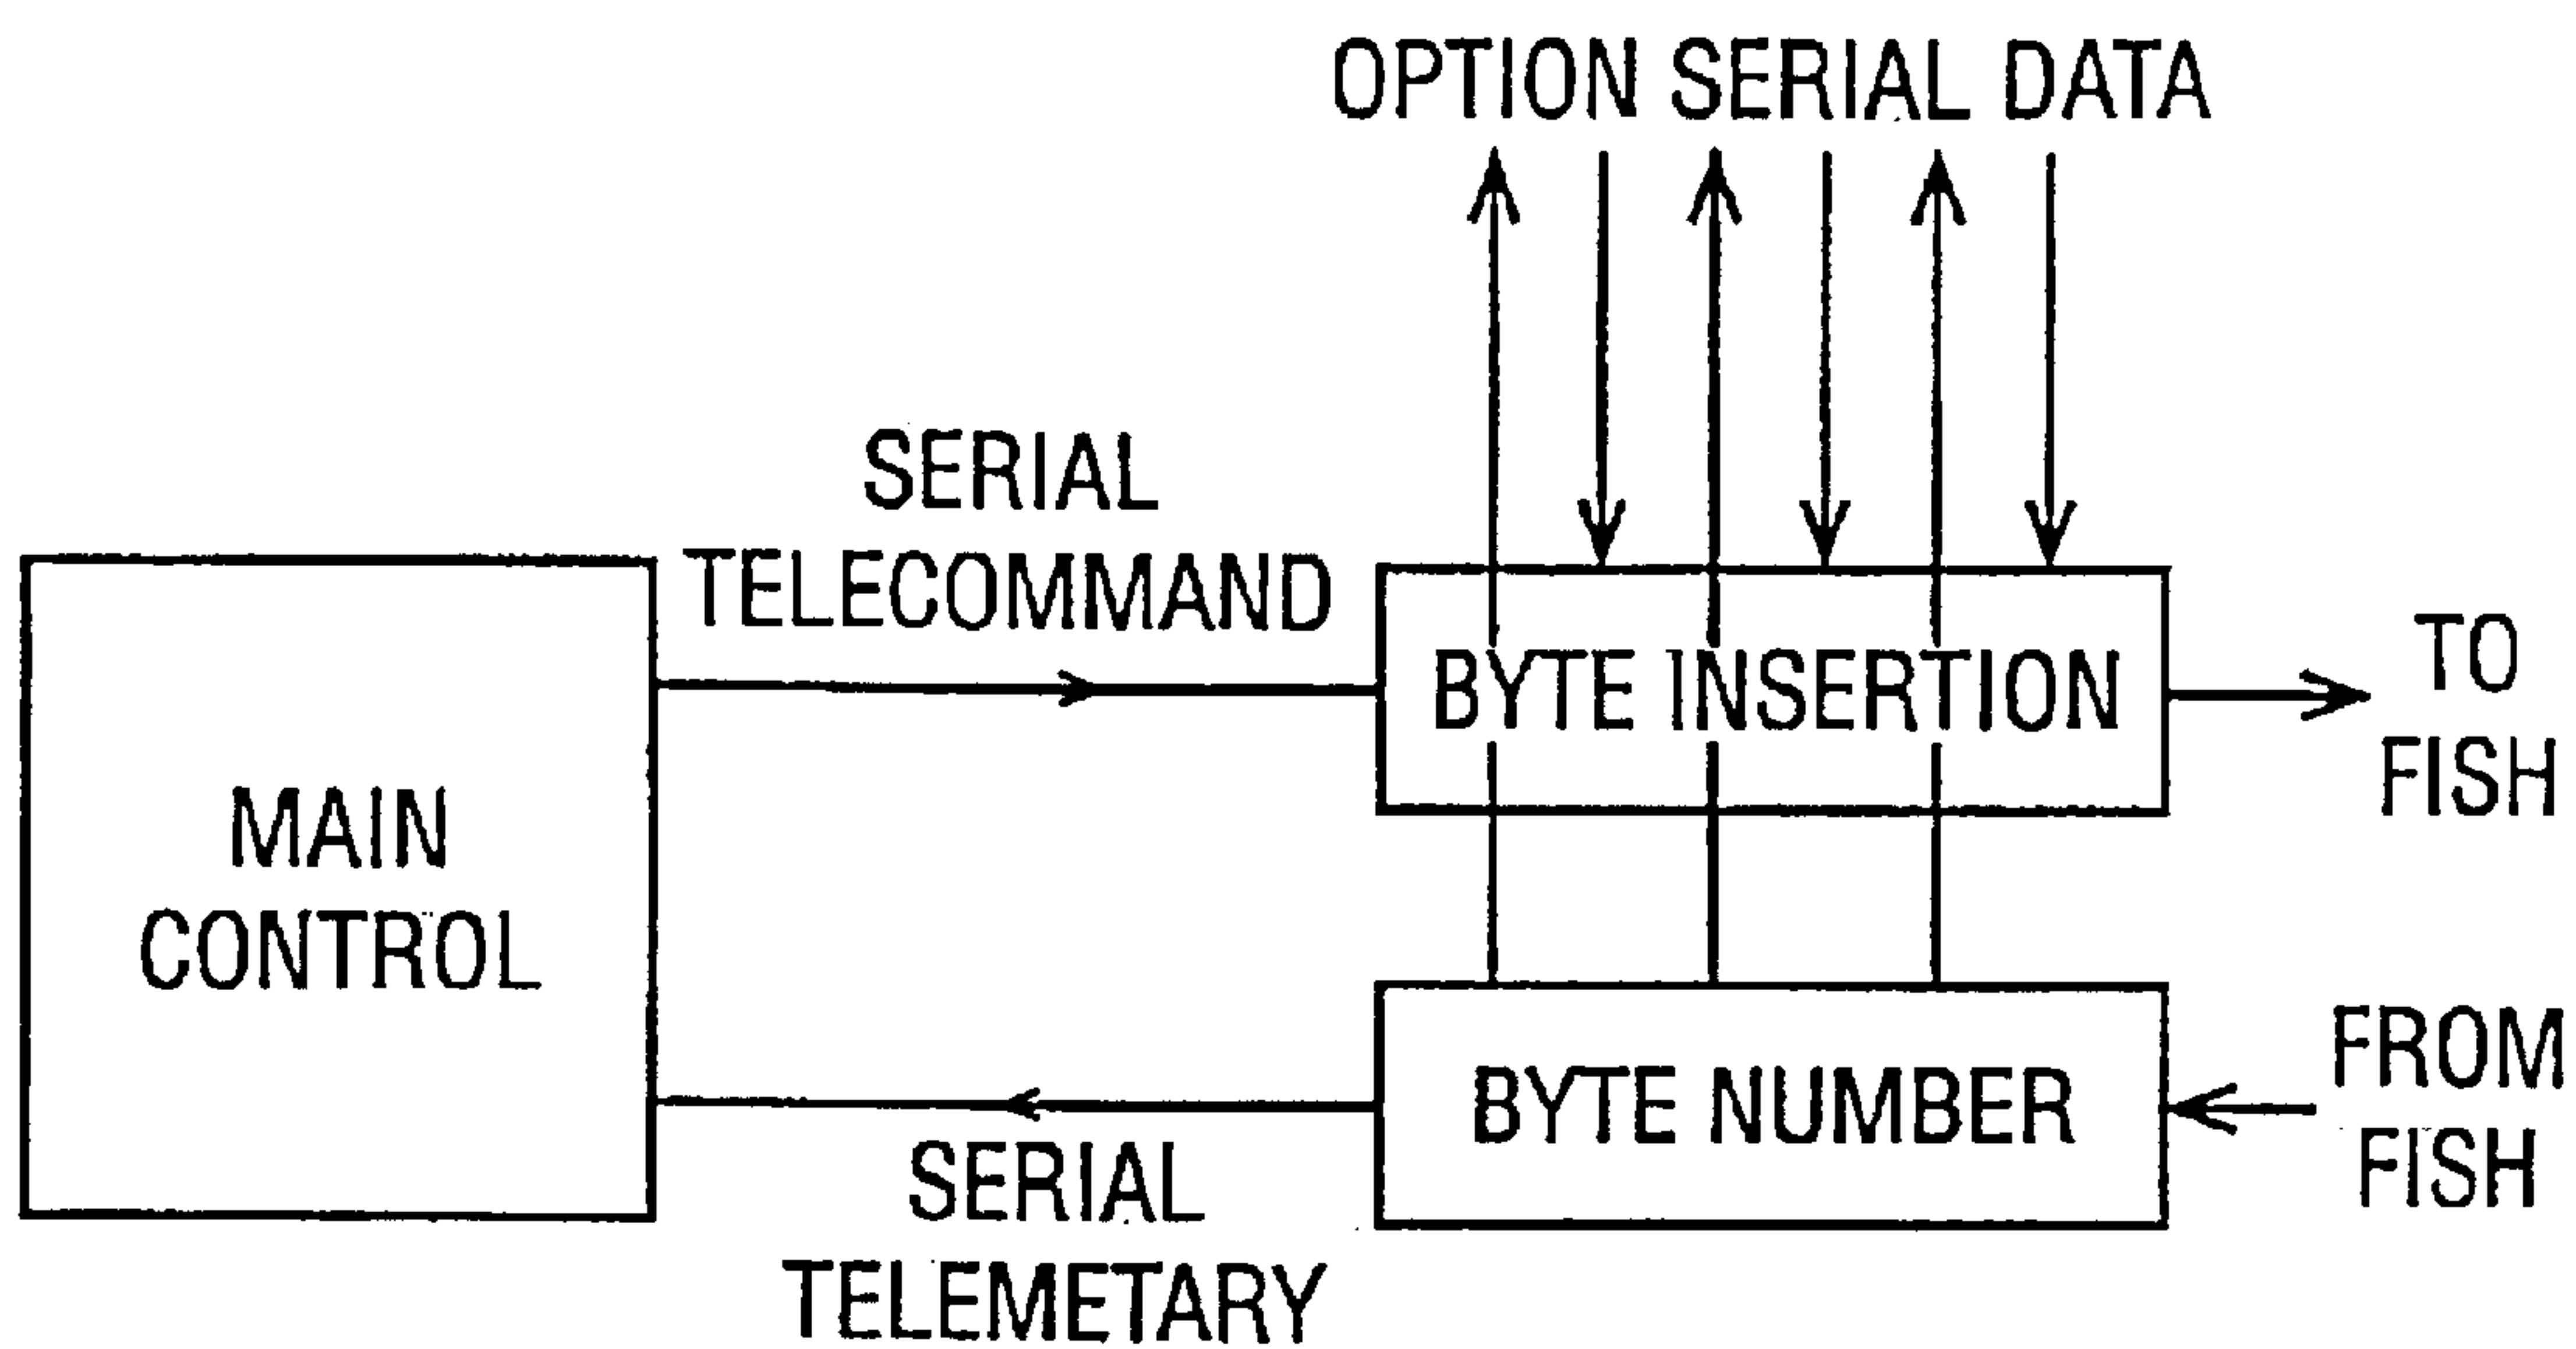 OPTION SERIAL DATA
SERIAL
TELECOMMAND
BYTE INSERTION
TO
FISH
MAIN
CONTROL
BYTE NUMBER
FROM
FISH
SERIAL
TELEMETARY